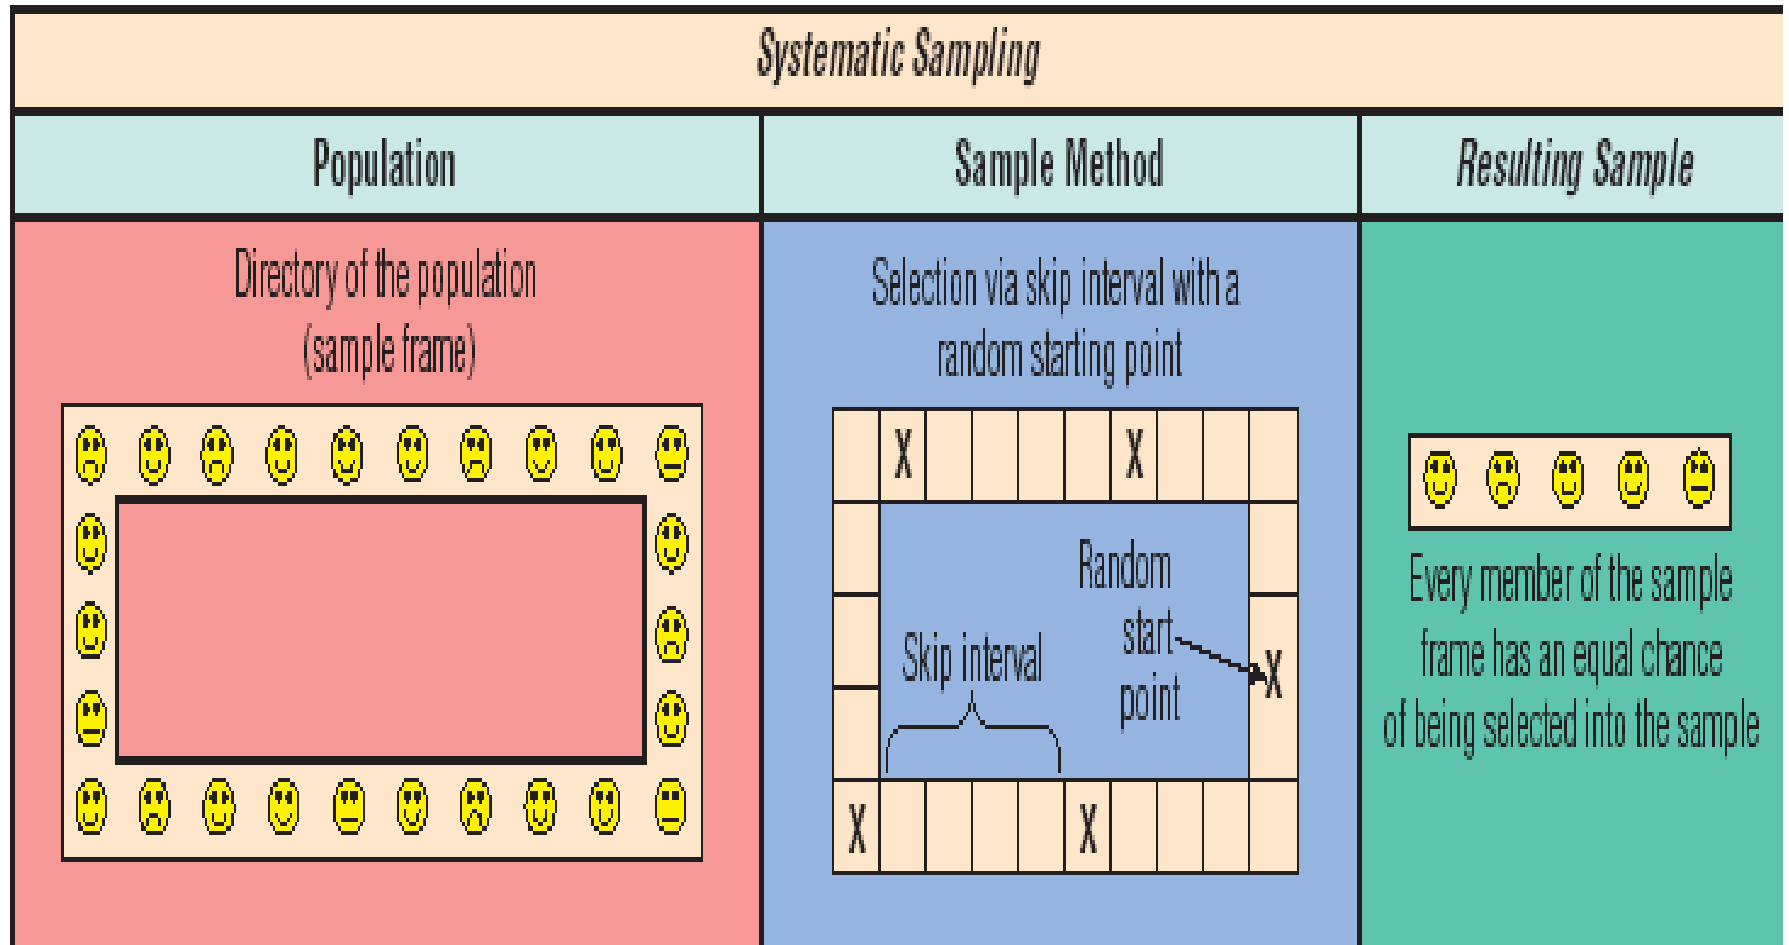 Systematic Sampling
Population
Sample Method
Resulting Sample
Directory of the population
(sample frame)
Selection via skip interval with a
random starting point
X
X
Random
start
point
Skip interval
X
X
X
Every member of the sample
frame has an equal chance
of being selected into the sample